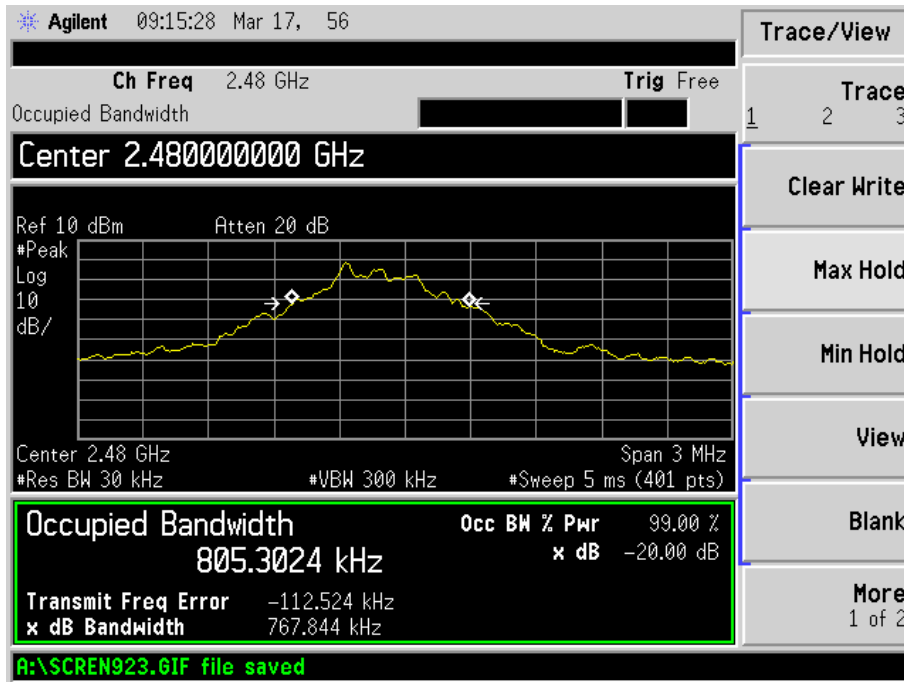 Agilent 09:15:28 Mar 17, 56
Trace/View
Ch Freq 2.48 GHz Trig Free
Occupied Bandwidth
Center 2.480000000 GHz
Ref 10 dBm Atten 20 dB
#Peak
Log
10
dB/
Center 2.48 GHz Span 3 MHz
#Res BW 30 kHz #VBW 300 kHz #Sweep 5 ms (401 pts)
Occupied Bandwidth Occ BW % Pwr 99.00 %
805.3024 kHz x dB -20.00 dB
Transmit Freq Error -112.524 kHz
x dB Bandwidth 767.844 kHz
A:\SCREN923.GIF file saved
Trace
1 2 3
Clear Write
Max Hold
Min Hold
View
Blank
More
1 of 2